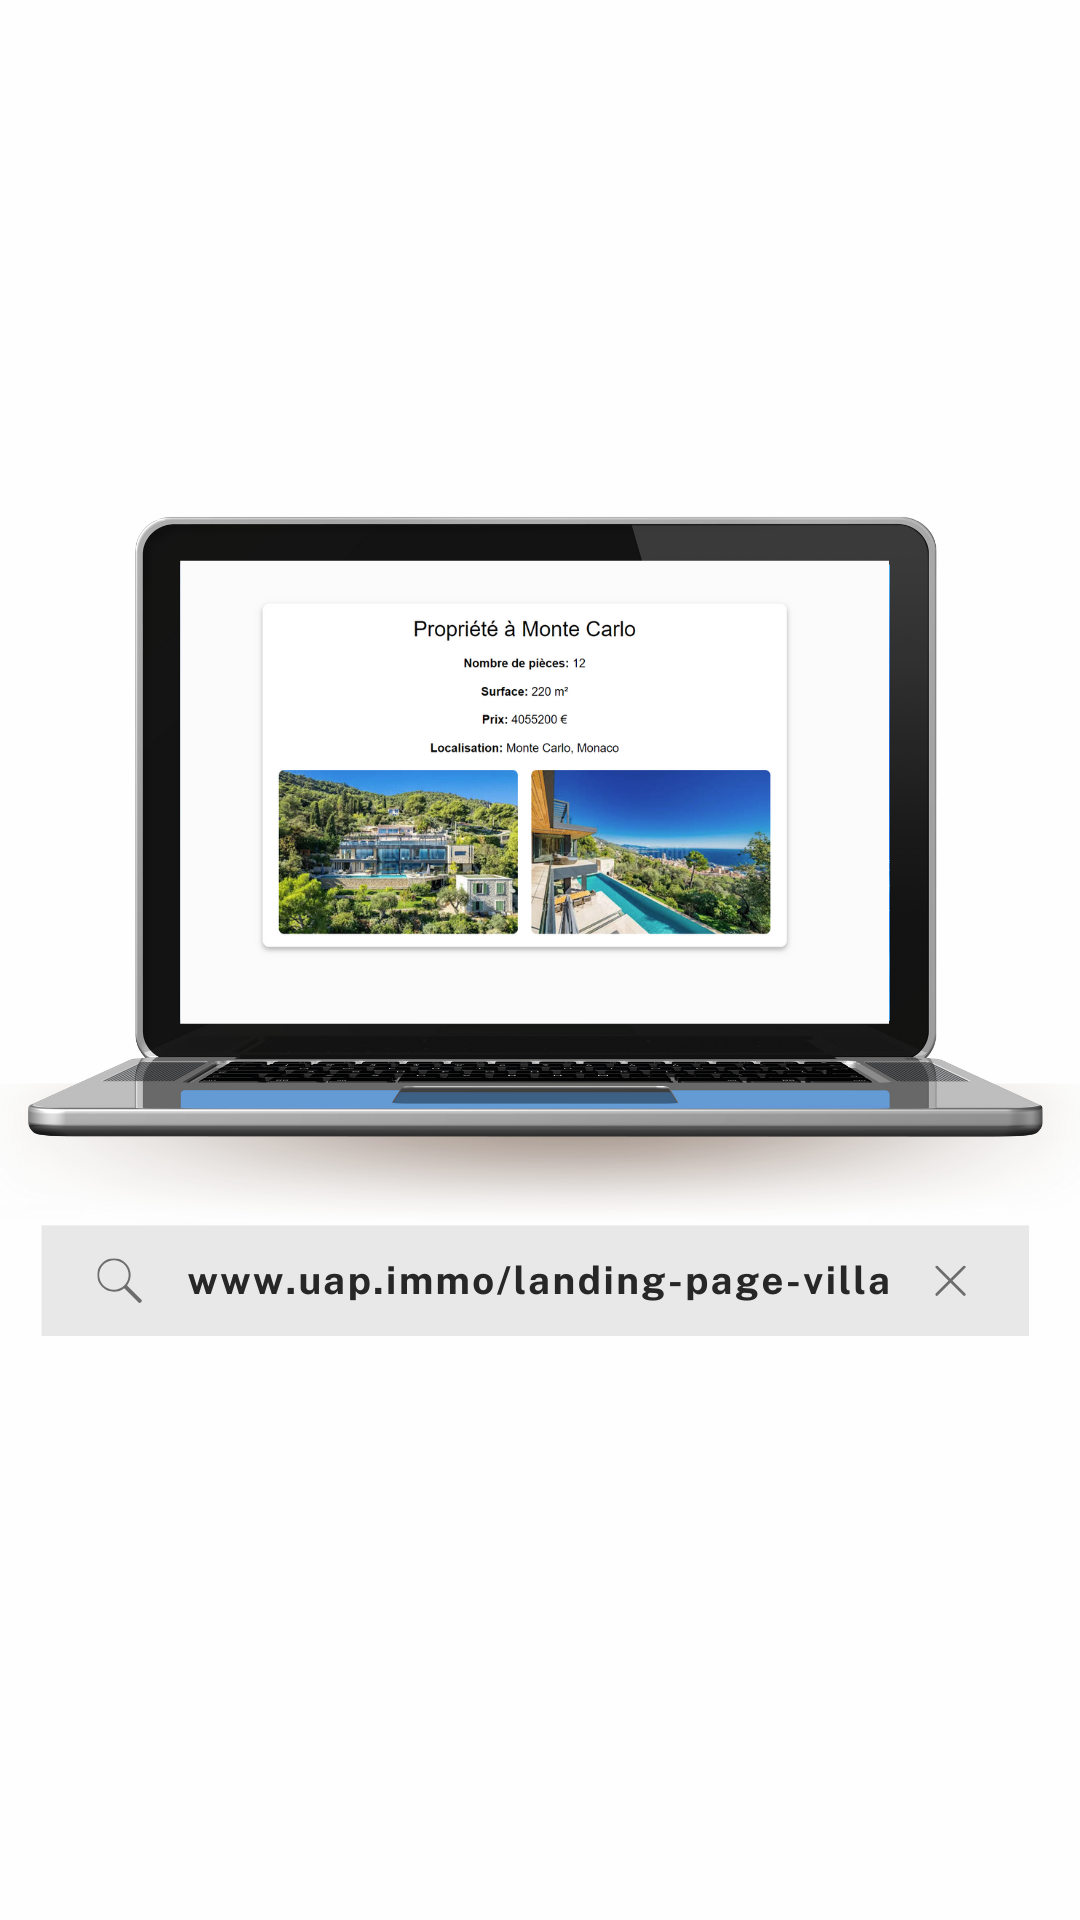 Propriété à Monte Carlo
Nombre de pièces: 12
Surface: 220 m²
Prix: 4055200 €
Localisation: Monte Carlo, Monaco
www.uap.immo/landing-page-villa